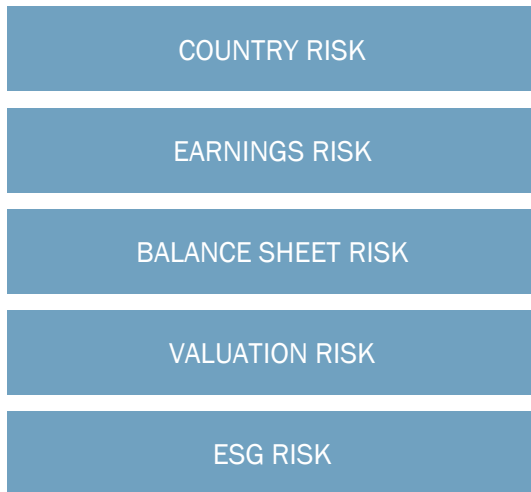 COUNTRY RISK
EARNINGS RISK
BALANCE SHEET RISK
VALUATION RISK
ESG RISK